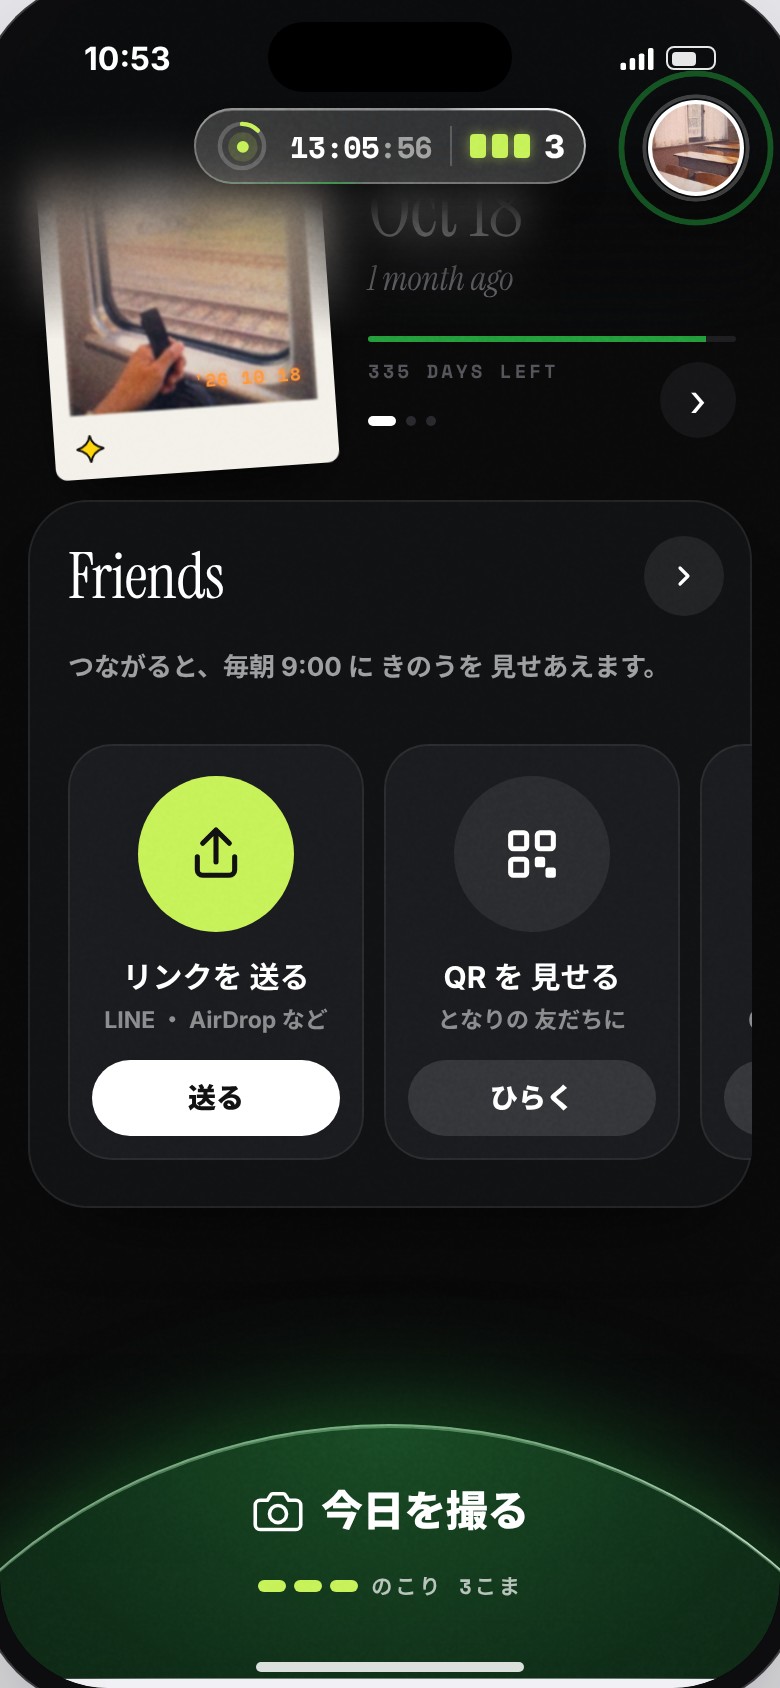 10:53
13:05:56
3
Oct 18
1 month ago
'26 10 18
335 DAYS LEFT
Friends
つながると、毎朝 9:00 に きのうを 見せあえます。
リンクを 送る
LINE ・ AirDrop など
送る
QR を 見せる
となりの 友だちに
ひらく
今日を撮る
のこり 3こま